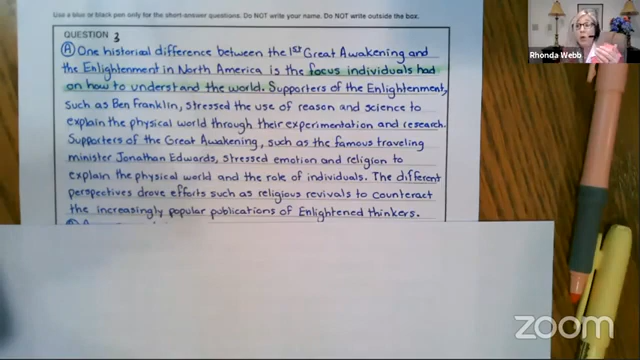 Use a blue or black pen only for the short-answer questions. Do NOT write your name. Do NOT write outside the box.
QUESTION 3
Ⓐ One historical difference between the 1st Great Awakening and
the Enlightenment in North America is the focus individuals had
on how to understand the world. Supporters of the Enlightenment,
such as Ben Franklin, stressed the use of reason and science to
explain the physical world through their experimentation and research.
Supporters of the Great Awakening, such as the famous traveling
minister Jonathan Edwards, stressed emotion and religion to
explain the physical world and the role of individuals. The different
perspectives drove efforts such as religious revivals to counteract
the increasingly popular publications of Enlightened thinkers.
Rhonda Webb
zoom